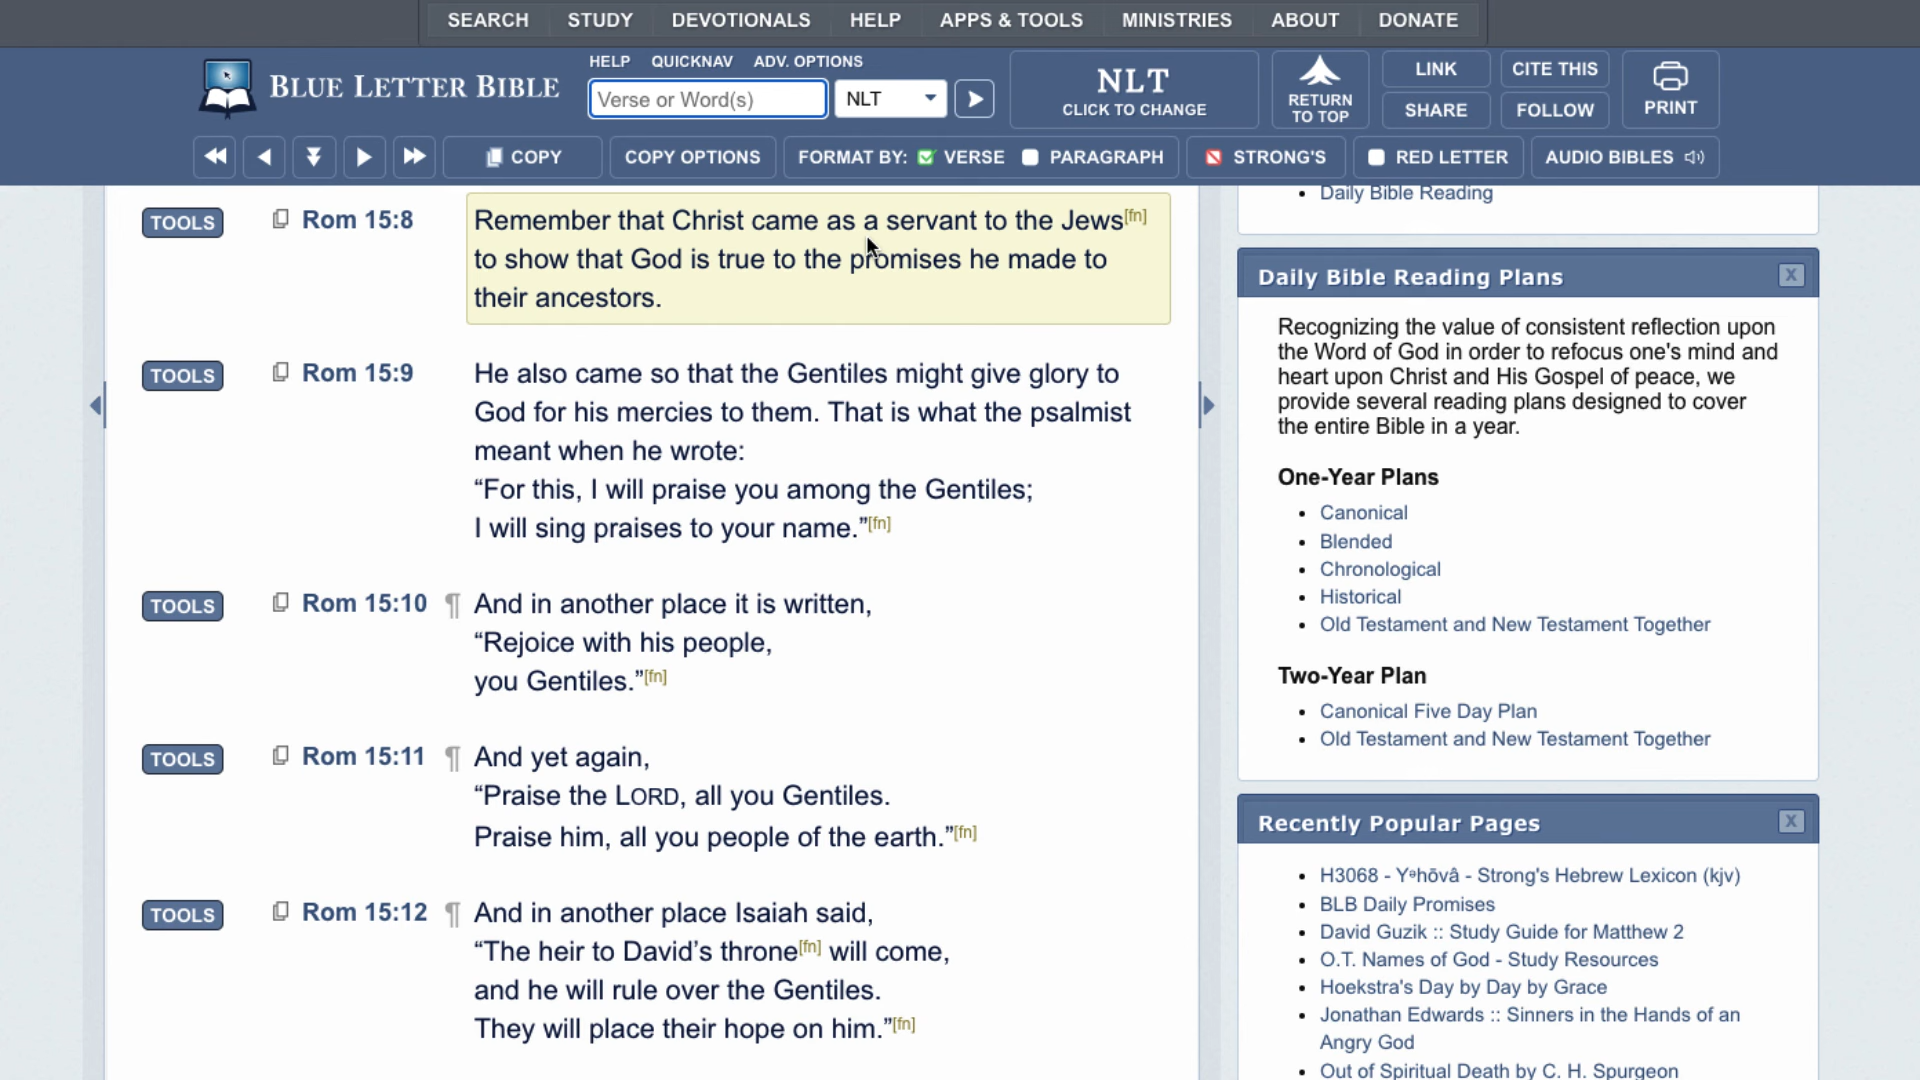 SEARCH STUDY DEVOTIONALS HELP APPS & TOOLS MINISTRIES ABOUT DONATE
BLUE LETTER BIBLE
HELP QUICKNAV ADV. OPTIONS
Verse or Word(s) NLT
NLT
CLICK TO CHANGE
RETURN
TO TOP
LINK CITE THIS
SHARE FOLLOW
PRINT
COPY COPY OPTIONS FORMAT BY: VERSE PARAGRAPH STRONG'S RED LETTER AUDIO BIBLES
TOOLS Rom 15:8 Remember that Christ came as a servant to the Jews[fn]
to show that God is true to the promises he made to
their ancestors.
TOOLS Rom 15:9 He also came so that the Gentiles might give glory to
God for his mercies to them. That is what the psalmist
meant when he wrote:
“For this, I will praise you among the Gentiles;
I will sing praises to your name.”[fn]
TOOLS Rom 15:10 ¶ And in another place it is written,
“Rejoice with his people,
you Gentiles.”[fn]
TOOLS Rom 15:11 ¶ And yet again,
“Praise the LORD, all you Gentiles.
Praise him, all you people of the earth.”[fn]
TOOLS Rom 15:12 ¶ And in another place Isaiah said,
“The heir to David’s throne[fn] will come,
and he will rule over the Gentiles.
They will place their hope on him.”[fn]
• Daily Bible Reading
Daily Bible Reading Plans X
Recognizing the value of consistent reflection upon
the Word of God in order to refocus one's mind and
heart upon Christ and His Gospel of peace, we
provide several reading plans designed to cover
the entire Bible in a year.
One-Year Plans
• Canonical
• Blended
• Chronological
• Historical
• Old Testament and New Testament Together
Two-Year Plan
• Canonical Five Day Plan
• Old Testament and New Testament Together
Recently Popular Pages X
• H3068 - Yᵊhōvâ - Strong's Hebrew Lexicon (kjv)
• BLB Daily Promises
• David Guzik :: Study Guide for Matthew 2
• O.T. Names of God - Study Resources
• Hoekstra's Day by Day by Grace
• Jonathan Edwards :: Sinners in the Hands of an
Angry God
• Out of Spiritual Death by C. H. Spurgeon